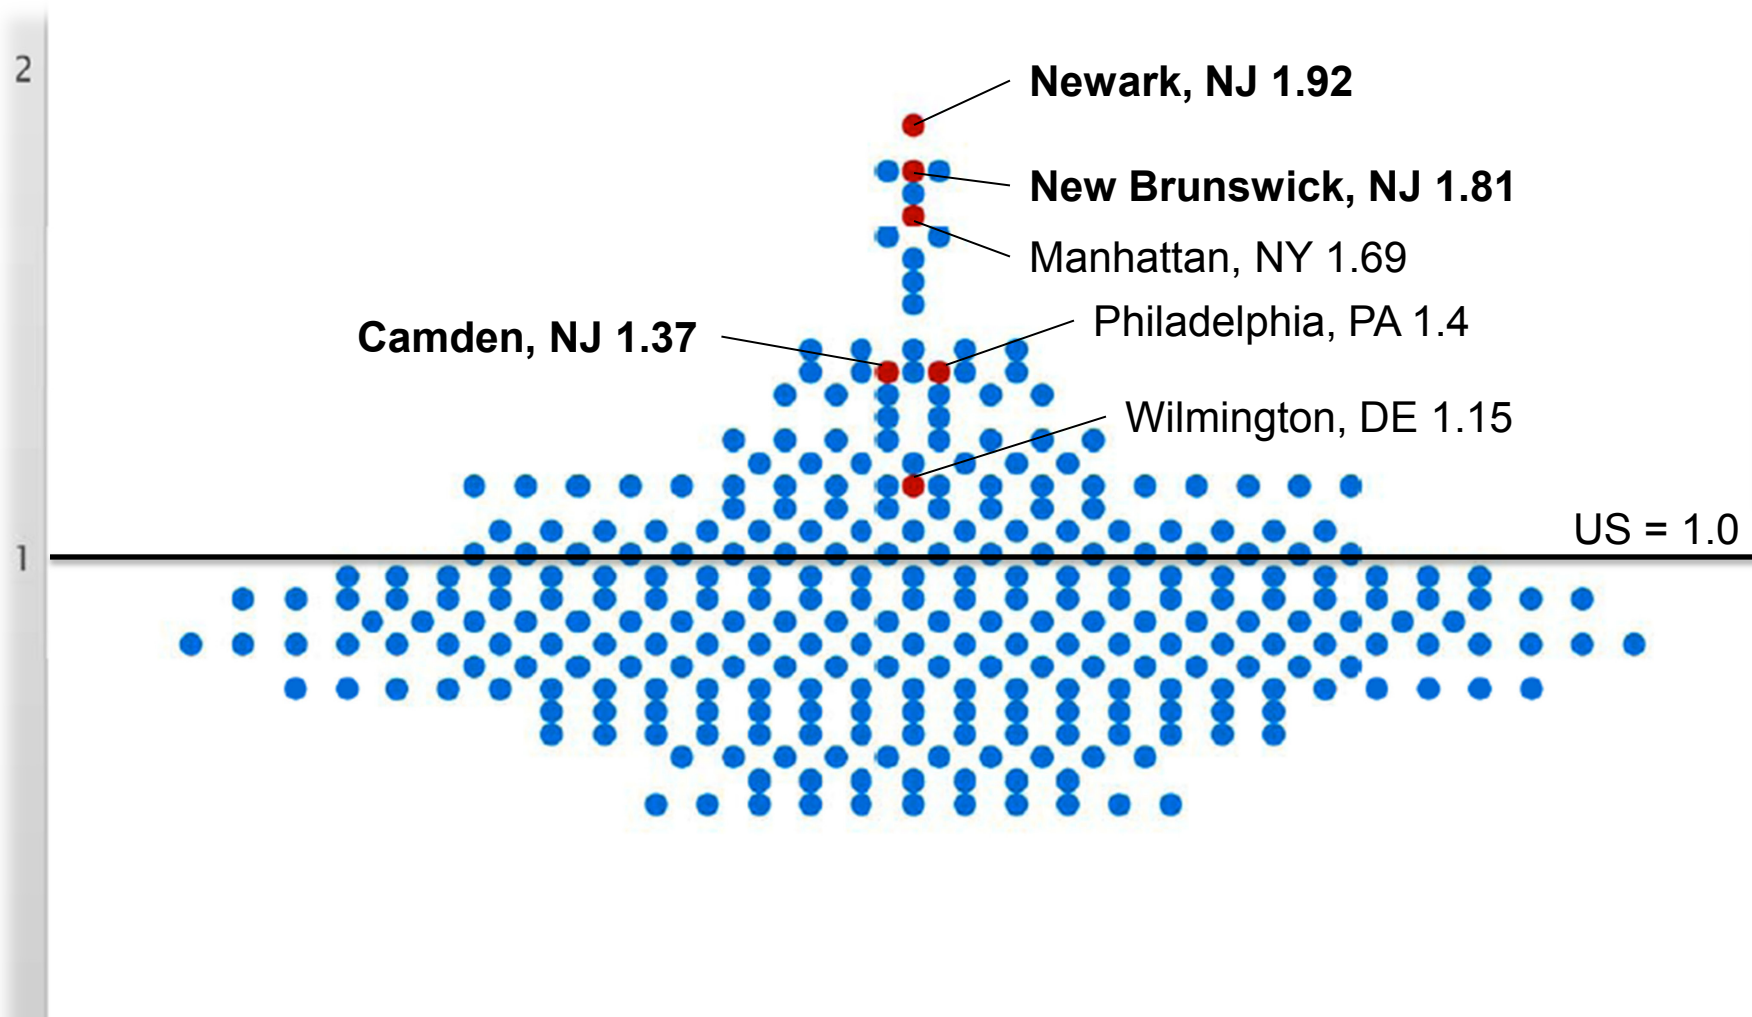 2
Newark, NJ 1.92
New Brunswick, NJ 1.81
Manhattan, NY 1.69
Philadelphia, PA 1.4
Camden, NJ 1.37
Wilmington, DE 1.15
US = 1.0
1